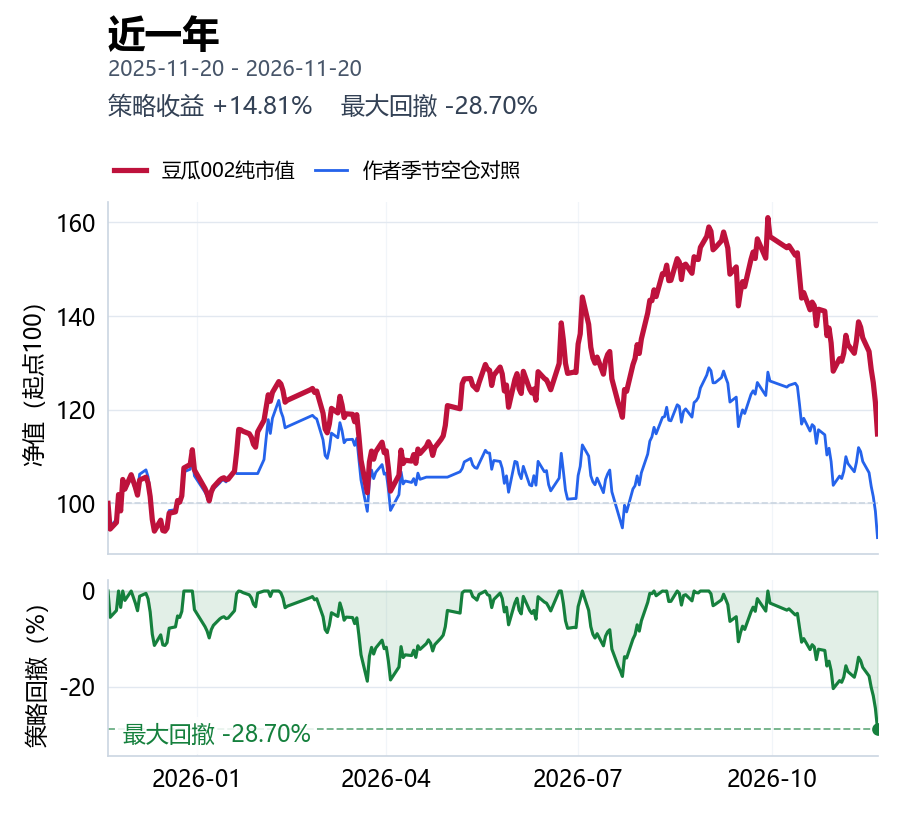 近一年
2025-11-20 - 2026-11-20
策略收益 +14.81% 最大回撤 -28.70%
豆瓜002纯市值 作者季节空仓对照
净值（起点100）
160
140
120
100
策略回撤（%）
0
-20
最大回撤 -28.70%
2026-01 2026-04 2026-07 2026-10